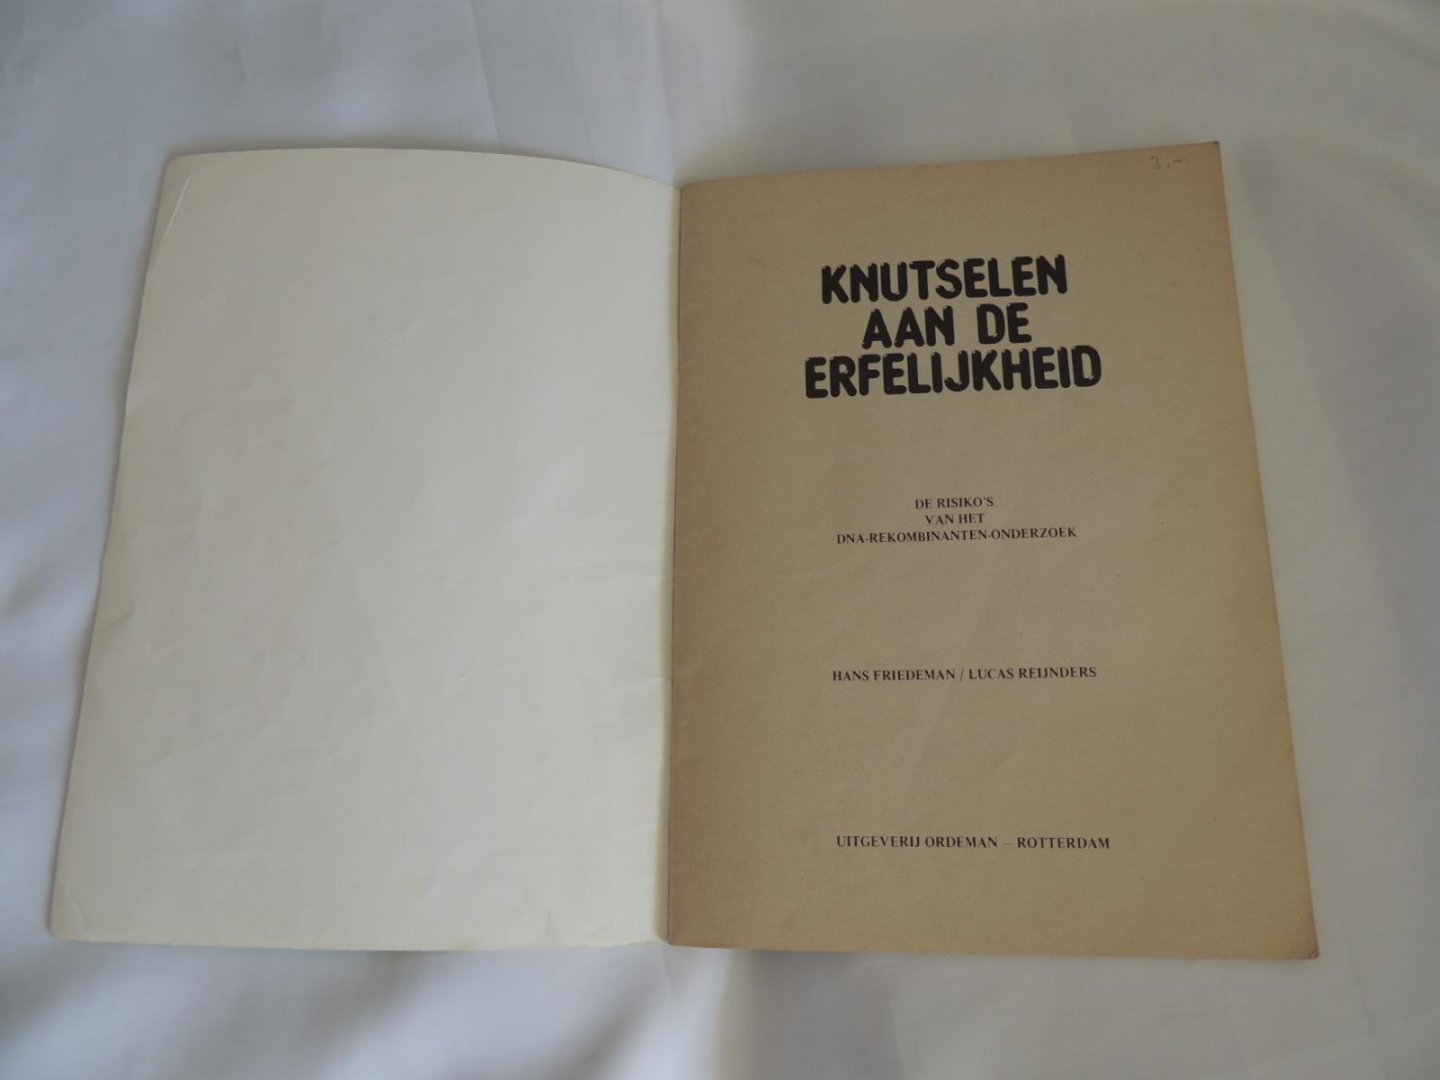 3,-
KNUTSELEN
AAN DE
ERFELIJKHEID
DE RISIKO'S
VAN HET
DNA-REKOMBINANTEN-ONDERZOEK
HANS FRIEDEMAN / LUCAS REIJNDERS
UITGEVERIJ ORDEMAN – ROTTERDAM